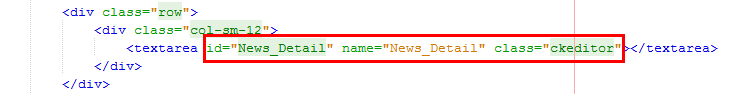 <div class="row">
<div class="col-sm-12">
<textarea id="News_Detail" name="News_Detail" class="ckeditor"></textarea>
</div>
</div>